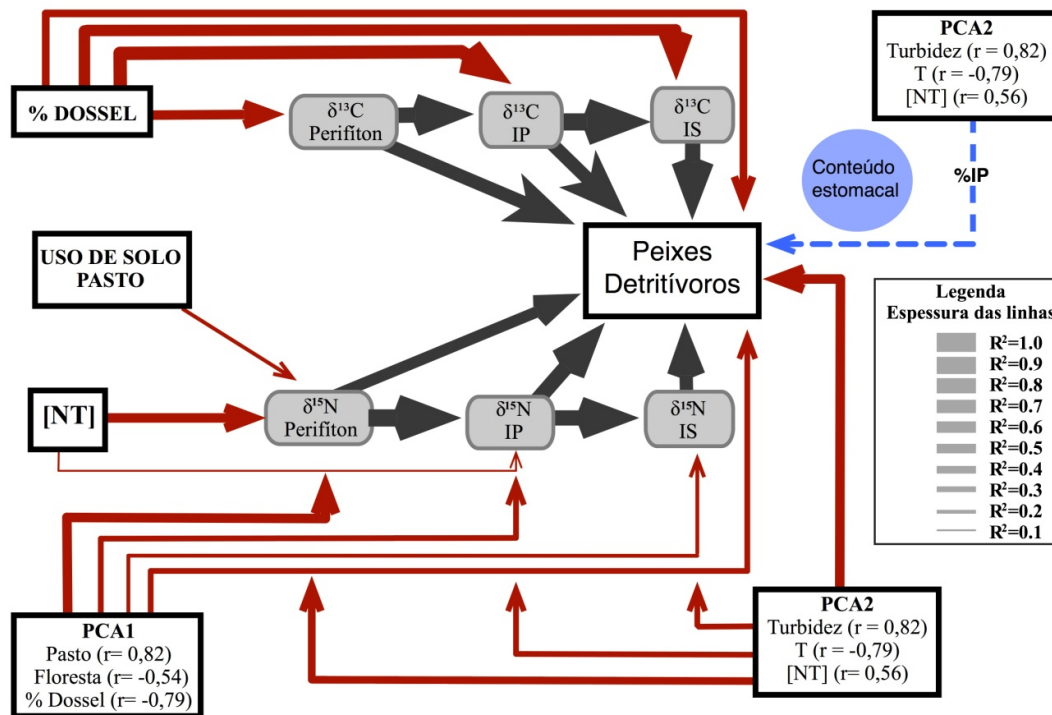 % DOSSEL
δ¹³C
Perifíton
δ¹³C
IP
δ¹³C
IS
PCA2
Turbidez (r = 0,82)
T (r = -0,79)
[NT] (r= 0,56)
Conteúdo
estomacal
%IP
USO DE SOLO
PASTO
Peixes
Detritívoros
Legenda
Espessura das linhas
R²=1.0
R²=0.9
R²=0.8
R²=0.7
R²=0.6
R²=0.5
R²=0.4
R²=0.3
R²=0.2
R²=0.1
[NT]
δ¹⁵N
Perifíton
δ¹⁵N
IP
δ¹⁵N
IS
PCA1
Pasto (r= 0,82)
Floresta (r= -0,54)
% Dossel (r= -0,79)
PCA2
Turbidez (r = 0,82)
T (r = -0,79)
[NT] (r= 0,56)